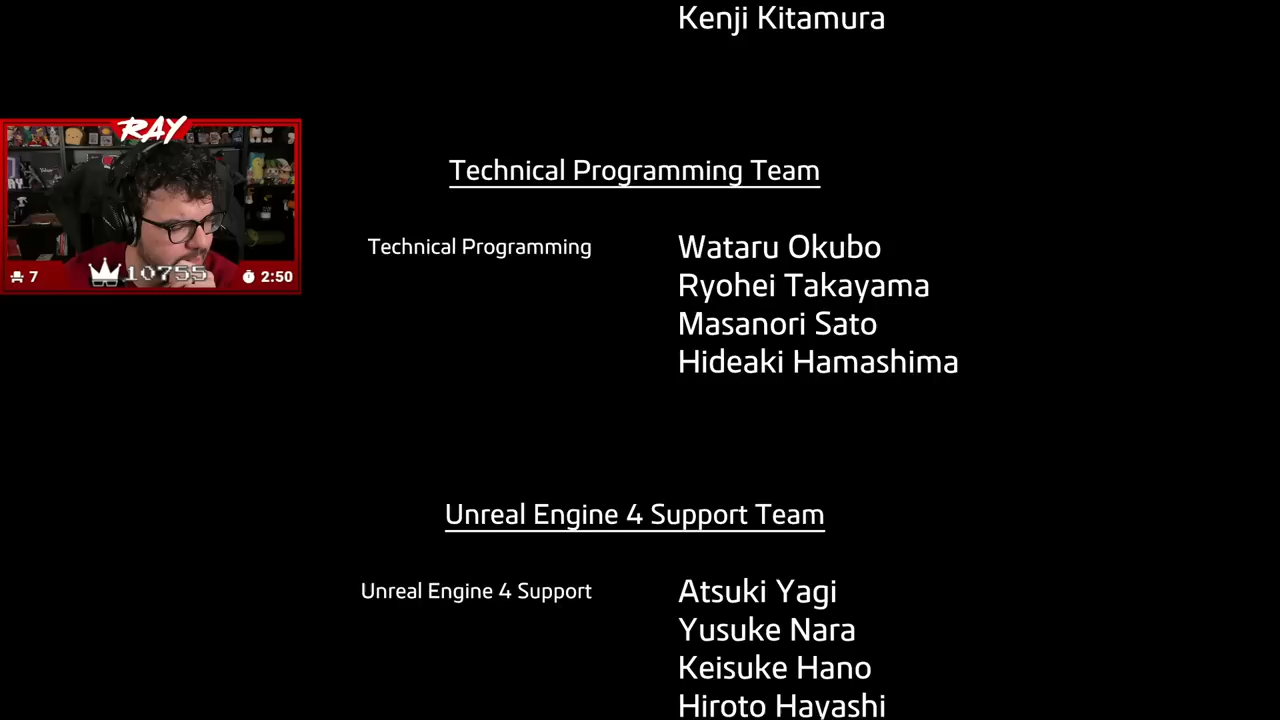 Kenji Kitamura
RAY
7
10755
2:50
Technical Programming Team
Technical Programming
Wataru Okubo
Ryohei Takayama
Masanori Sato
Hideaki Hamashima
Unreal Engine 4 Support Team
Unreal Engine 4 Support
Atsuki Yagi
Yusuke Nara
Keisuke Hano
Hiroto Hayashi